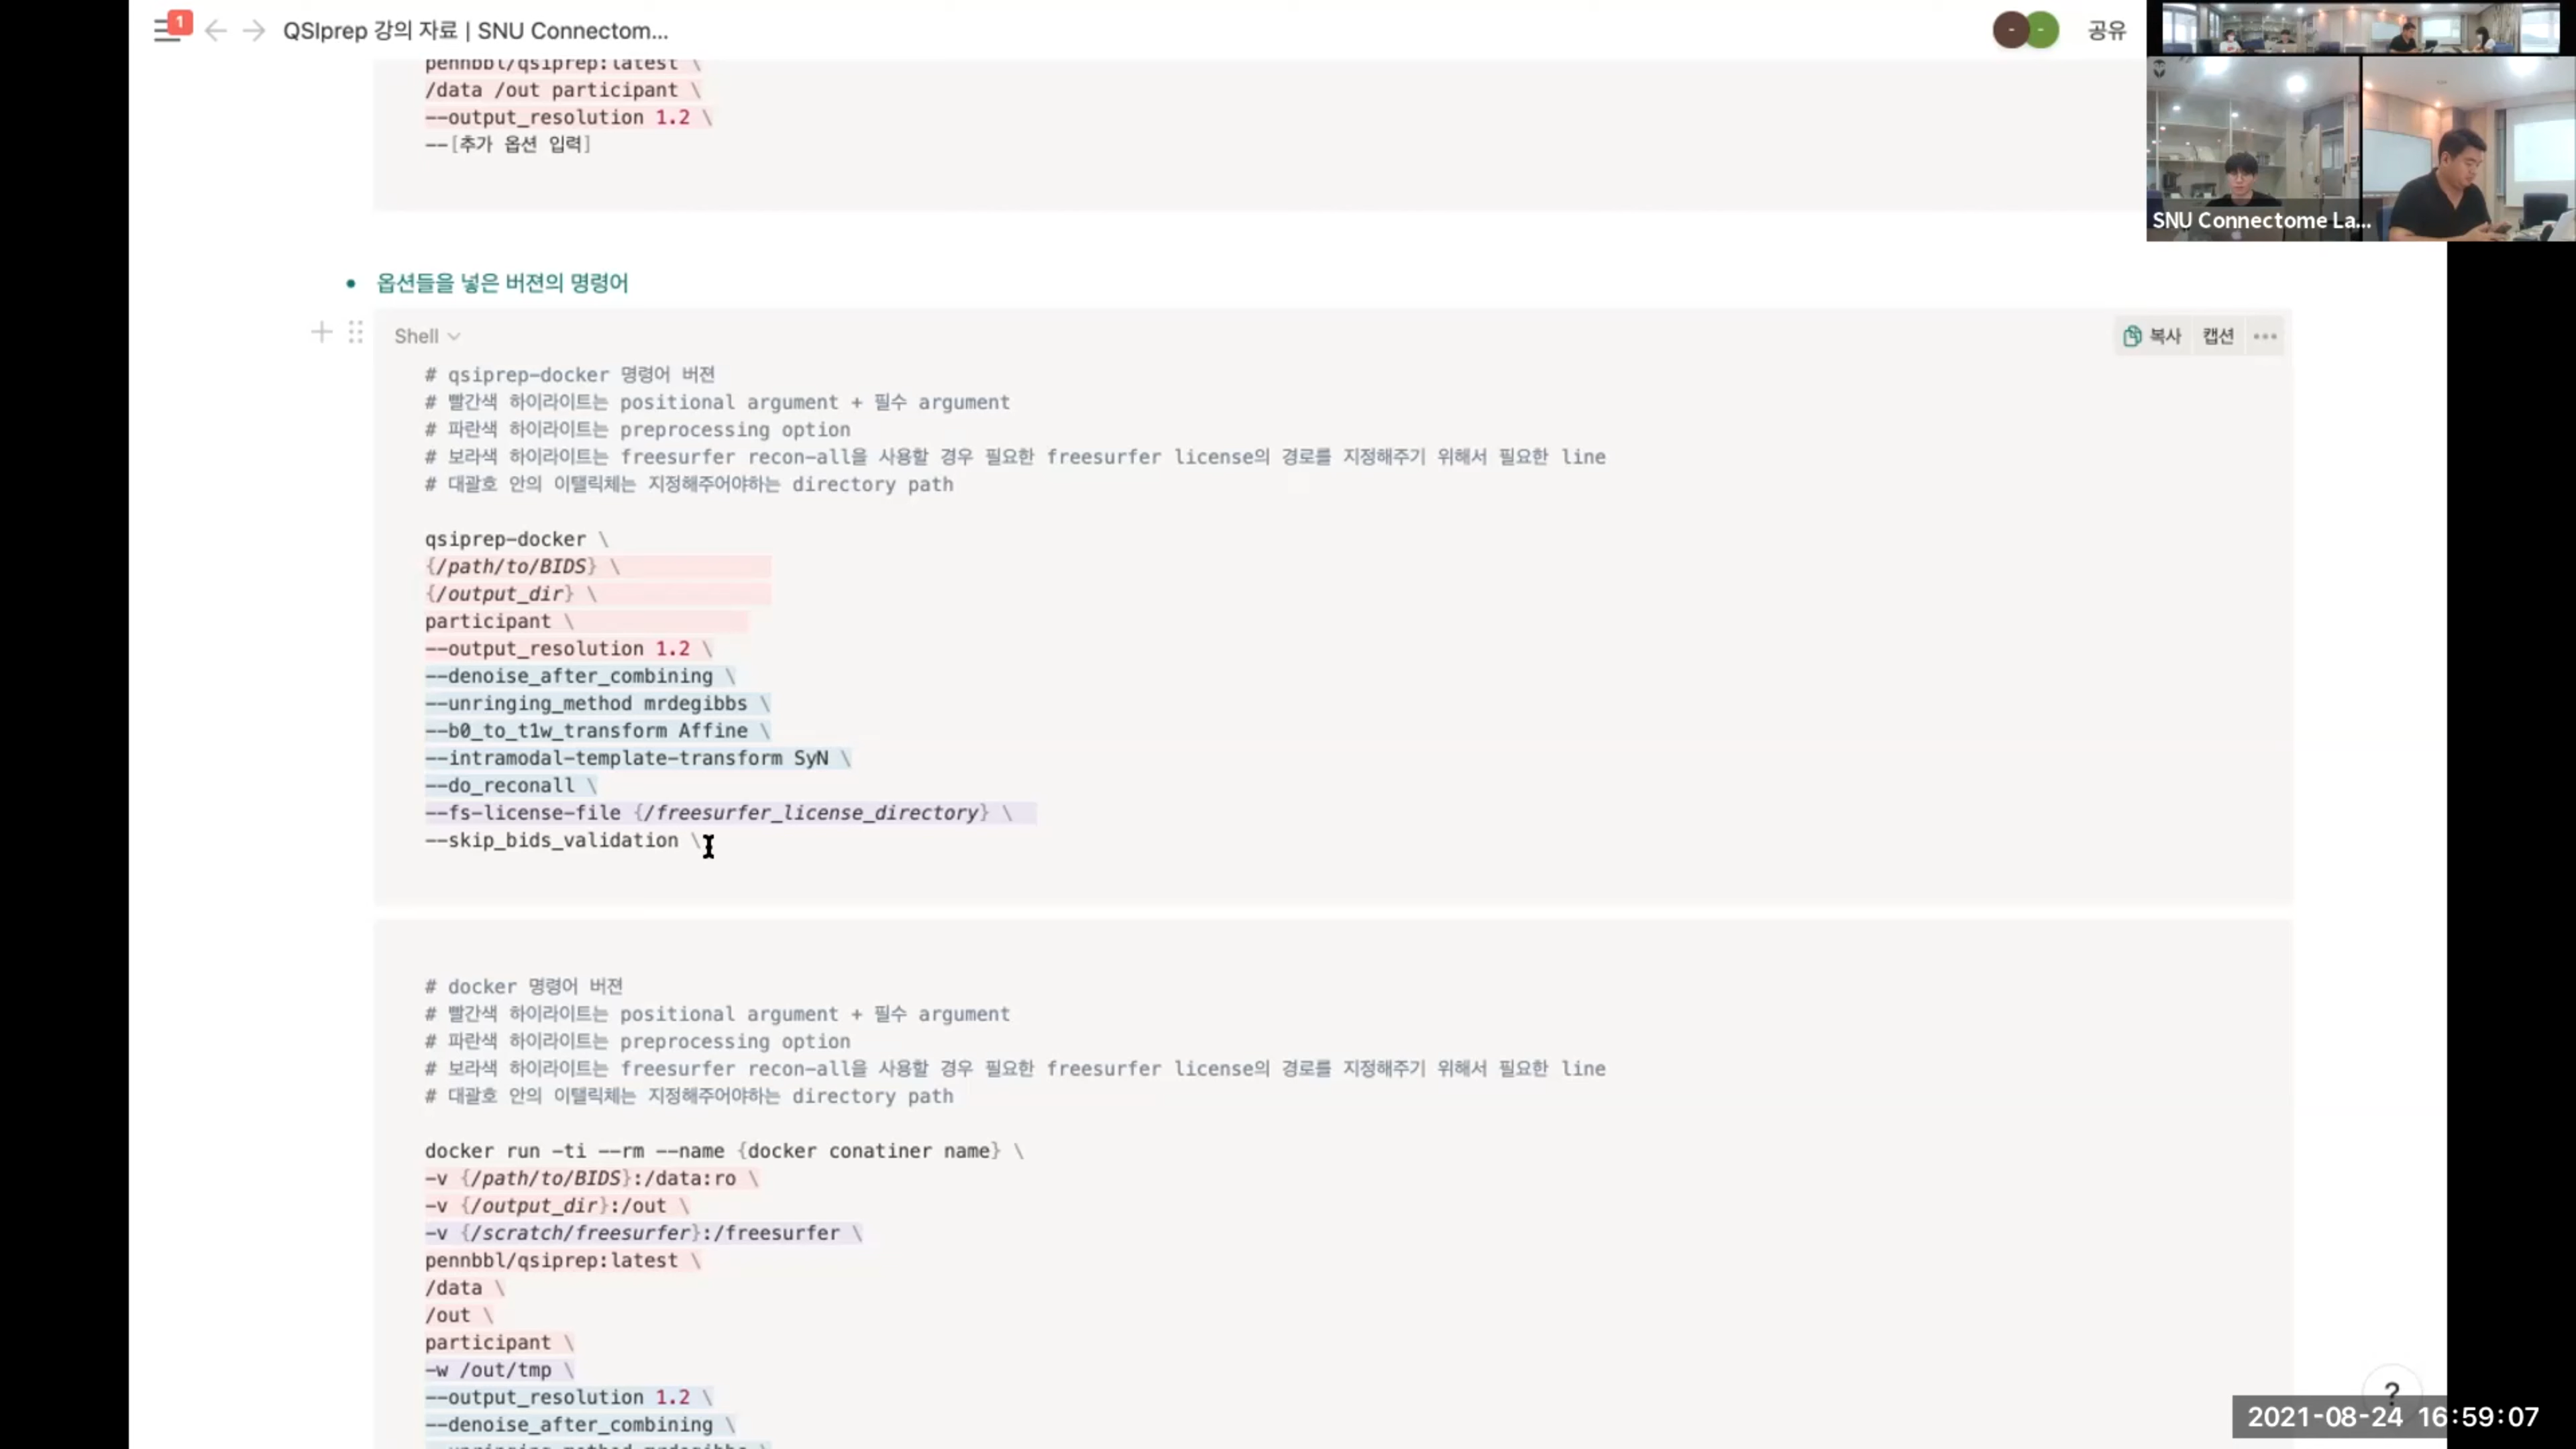 1
QSIprep 강의 자료 | SNU Connectom...
공유
pennbbl/qsiprep:latest \
/data /out participant \
--output_resolution 1.2 \
--[추가 옵션 입력]
SNU Connectome La...
옵션들을 넣은 버젼의 명령어
Shell
복사 캡션
# qsiprep-docker 명령어 버젼
# 빨간색 하이라이트는 positional argument + 필수 argument
# 파란색 하이라이트는 preprocessing option
# 보라색 하이라이트는 freesurfer recon-all을 사용할 경우 필요한 freesurfer license의 경로를 지정해주기 위해서 필요한 line
# 대괄호 안의 이탤릭체는 지정해주어야하는 directory path
qsiprep-docker \
{/path/to/BIDS} \
{/output_dir} \
participant \
--output_resolution 1.2 \
--denoise_after_combining \
--unringing_method mrdegibbs \
--b0_to_t1w_transform Affine \
--intramodal-template-transform SyN \
--do_reconall \
--fs-license-file {/freesurfer_license_directory} \
--skip_bids_validation \
# docker 명령어 버젼
# 빨간색 하이라이트는 positional argument + 필수 argument
# 파란색 하이라이트는 preprocessing option
# 보라색 하이라이트는 freesurfer recon-all을 사용할 경우 필요한 freesurfer license의 경로를 지정해주기 위해서 필요한 line
# 대괄호 안의 이탤릭체는 지정해주어야하는 directory path
docker run -ti --rm --name {docker conatiner name} \
-v {/path/to/BIDS}:/data:ro \
-v {/output_dir}:/out \
-v {/scratch/freesurfer}:/freesurfer \
pennbbl/qsiprep:latest \
/data \
/out \
participant \
-w /out/tmp \
--output_resolution 1.2 \
--denoise_after_combining \
--unringing_method mrdegibbs \
?
2021-08-24 16:59:07